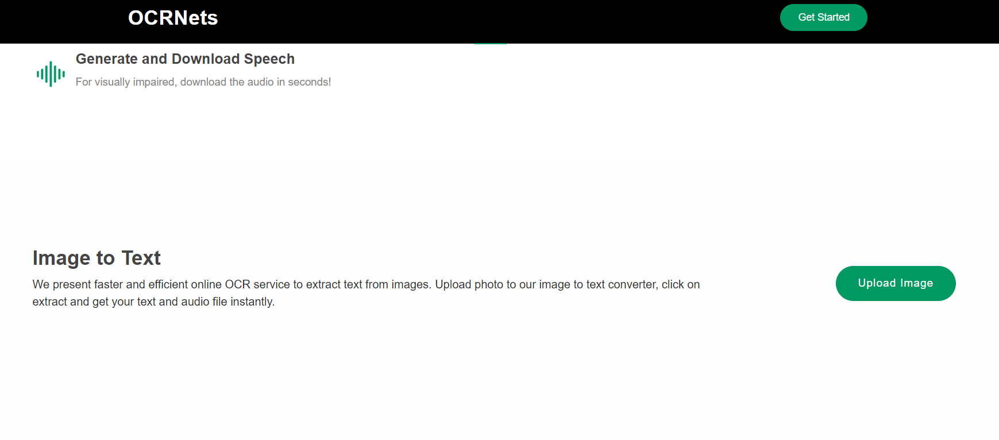 OCRNets
Get Started
Generate and Download Speech
For visually impaired, download the audio in seconds!
Image to Text
We present faster and efficient online OCR service to extract text from images. Upload photo to our image to text converter, click on
extract and get your text and audio file instantly.
Upload Image